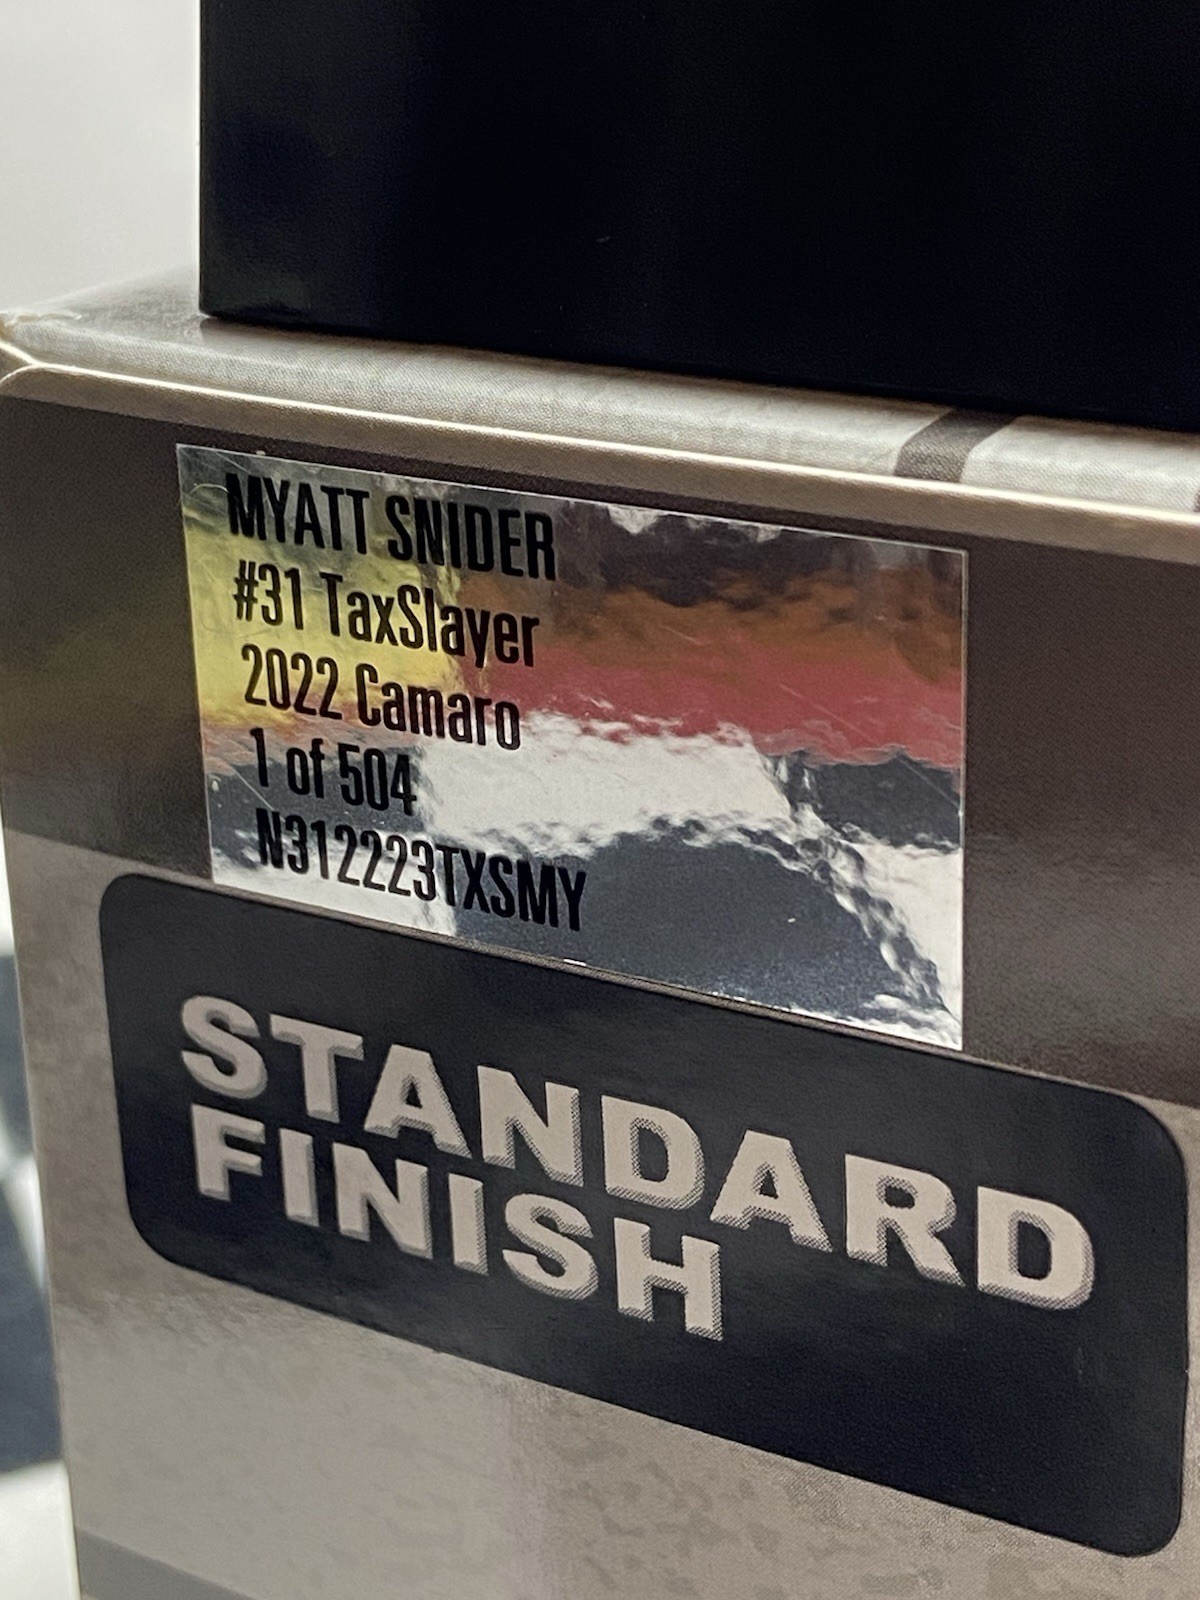 MYATT SNIDER
#31 TaxSlayer
2022 Camaro
1 of 504
N312223TXSMY
STANDARD
FINISH